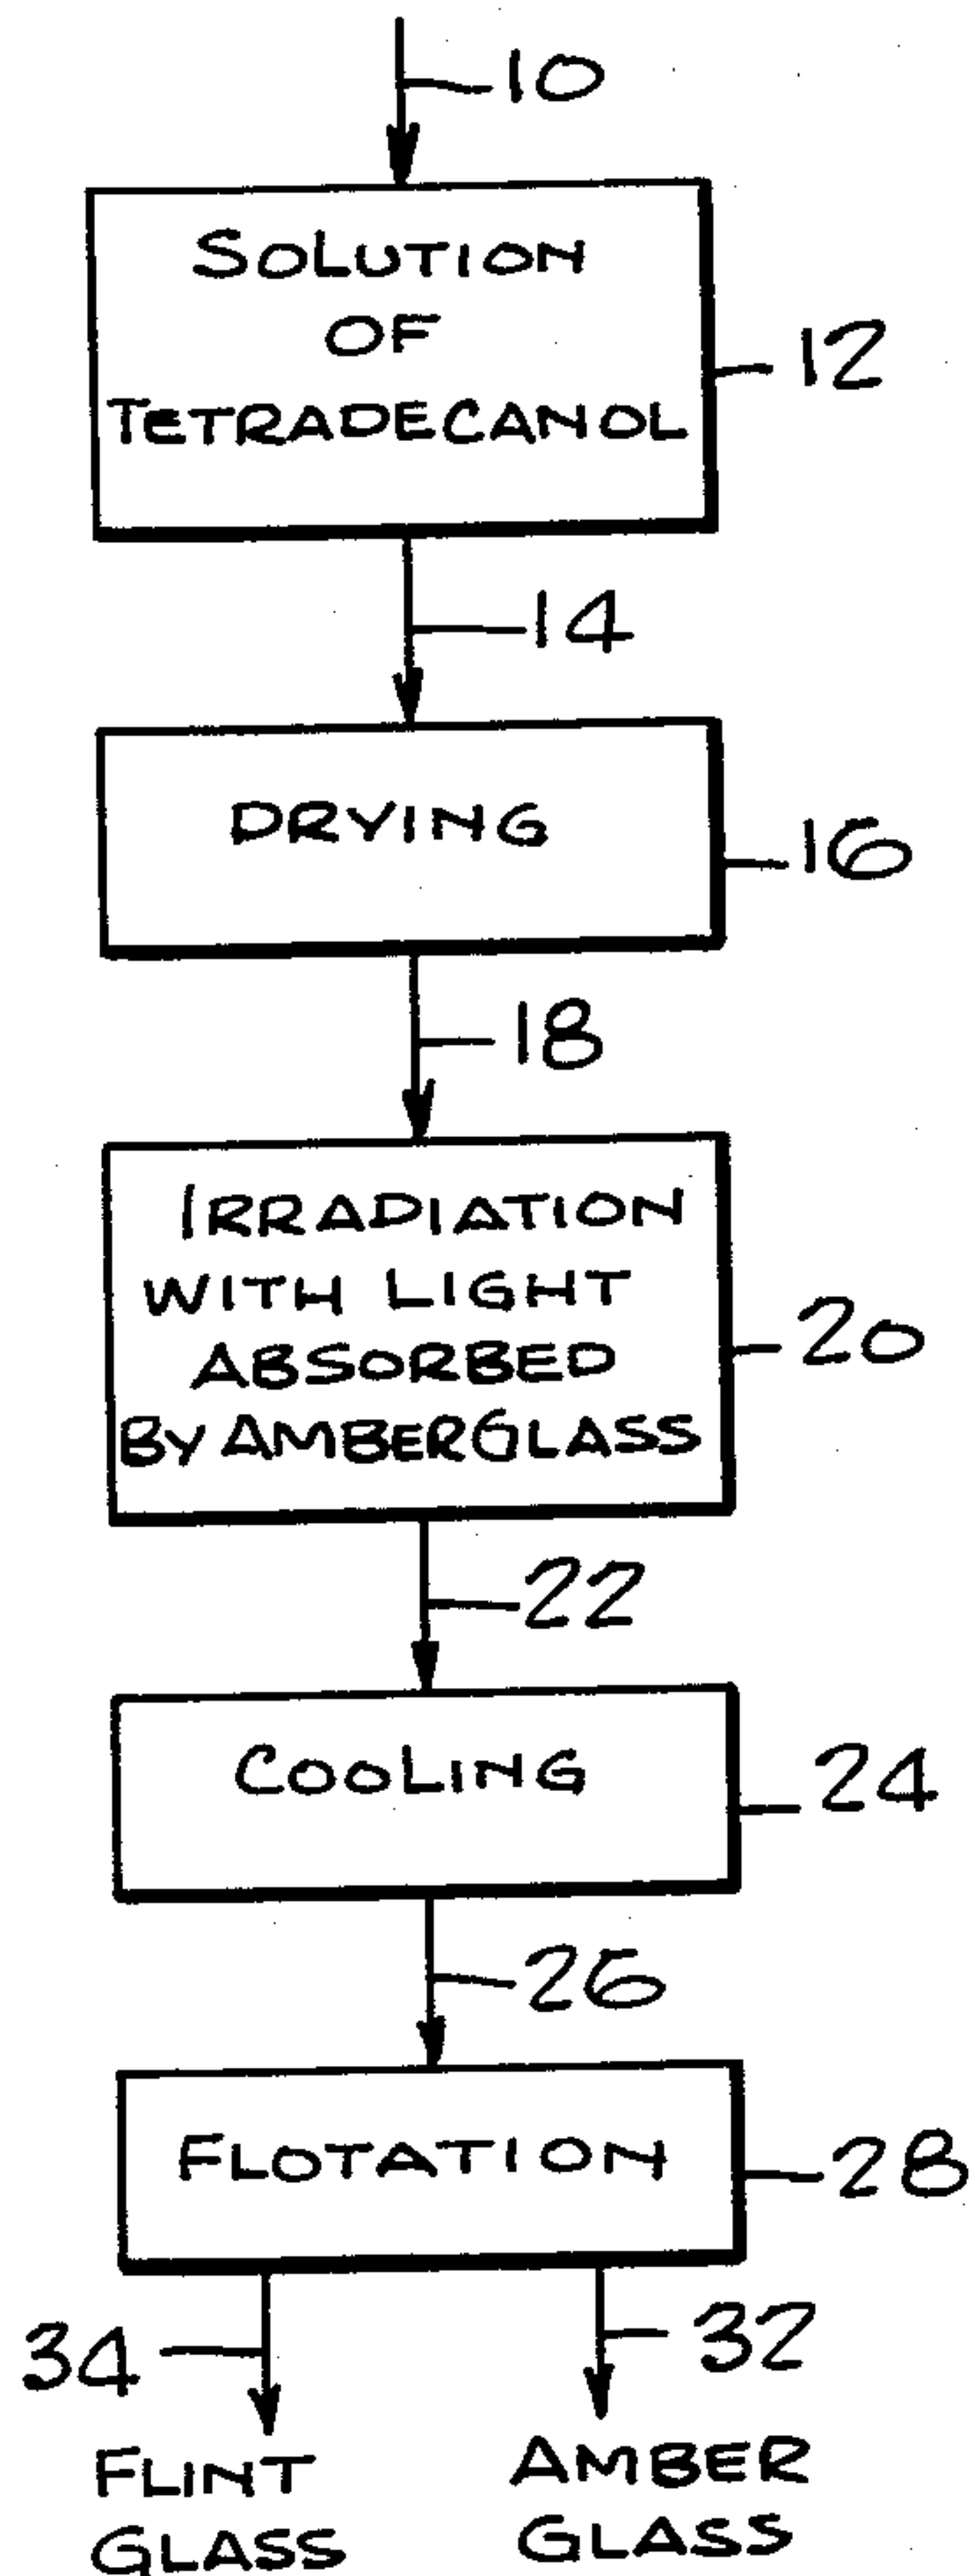 10
SOLUTION
OF
TETRADECANOL
12
14
DRYING
16
18
IRRADIATION
WITH LIGHT
ABSORBED
BY AMBERGLASS
20
22
COOLING
24
26
FLOTATION
28
34
32
FLINT
GLASS
AMBER
GLASS